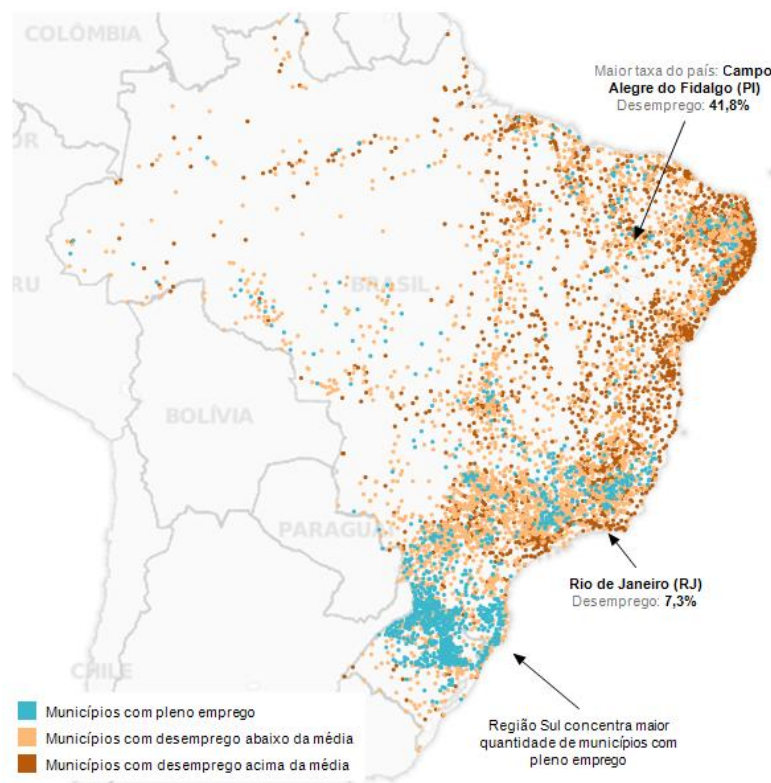 COLÔMBIA
Maior taxa do país: Campo
Alegre do Fidalgo (PI)
Desemprego: 41,8%
BRASIL
BOLÍVIA
PARAGUAI
Rio de Janeiro (RJ)
Desemprego: 7,3%
CHILE
Região Sul concentra maior
quantidade de municípios com
pleno emprego
Municípios com pleno emprego
Municípios com desemprego abaixo da média
Municípios com desemprego acima da média